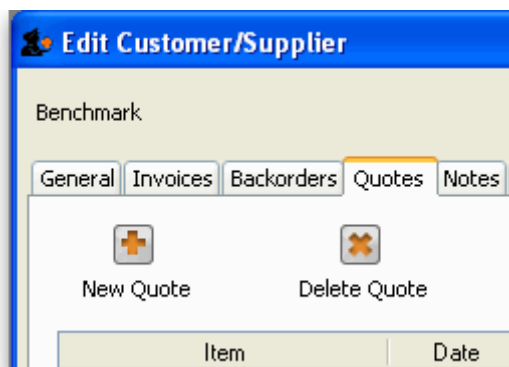 Edit Customer/Supplier
Benchmark
General Invoices Backorders Quotes Notes
New Quote Delete Quote
Item Date